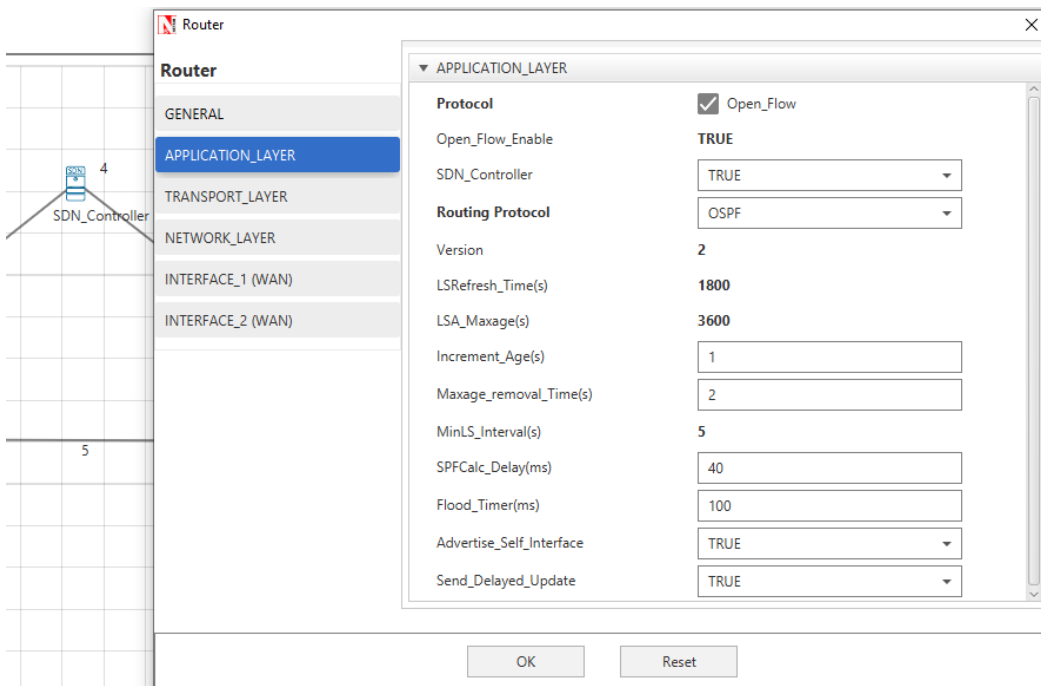 Router
Router
GENERAL
APPLICATION_LAYER
TRANSPORT_LAYER
NETWORK_LAYER
INTERFACE_1 (WAN)
INTERFACE_2 (WAN)
4
SDN_Controller
5
APPLICATION_LAYER
Protocol Open_Flow
Open_Flow_Enable TRUE
SDN_Controller TRUE
Routing Protocol OSPF
Version 2
LSRefresh_Time(s) 1800
LSA_Maxage(s) 3600
Increment_Age(s) 1
Maxage_removal_Time(s) 2
MinLS_Interval(s) 5
SPFCalc_Delay(ms) 40
Flood_Timer(ms) 100
Advertise_Self_Interface TRUE
Send_Delayed_Update TRUE
OK Reset